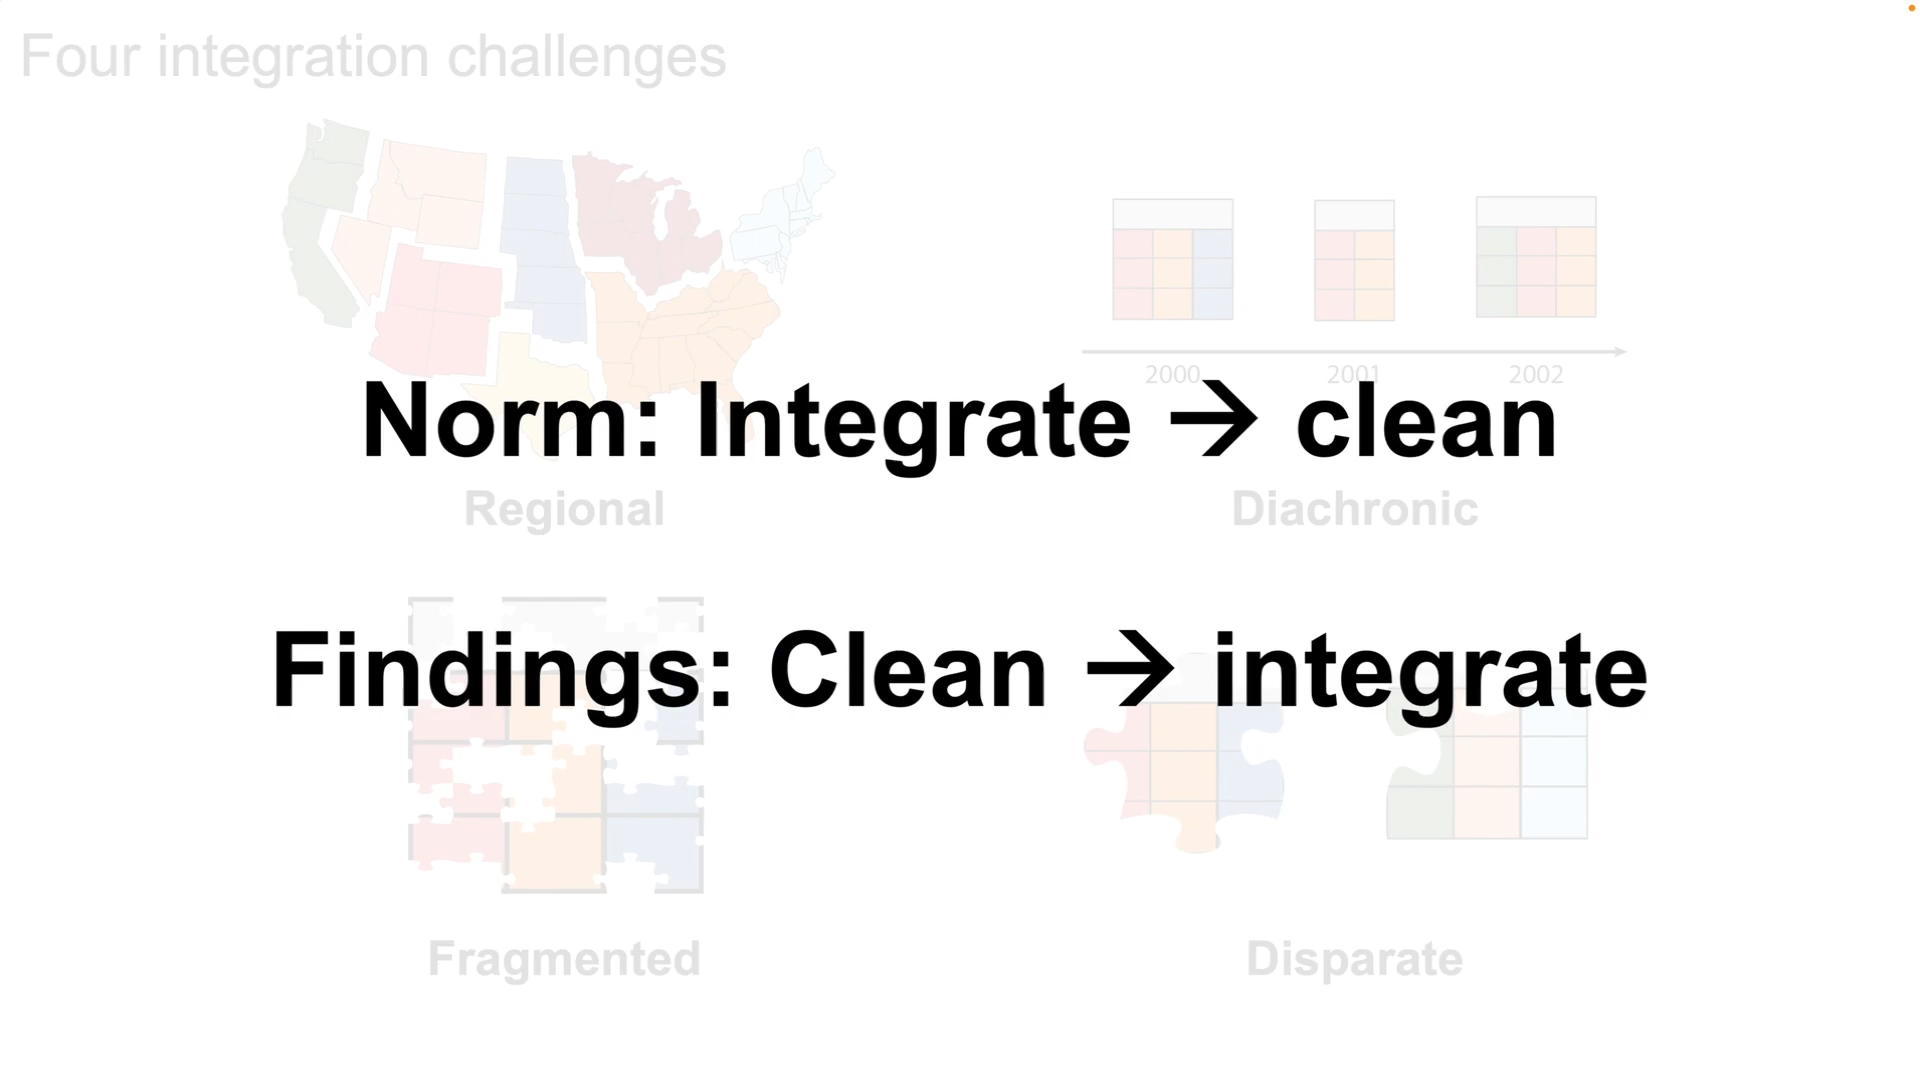 Four integration challenges
2000 2001 2002
Norm: Integrate → clean
Regional Diachronic
Findings: Clean → integrate
Fragmented Disparate